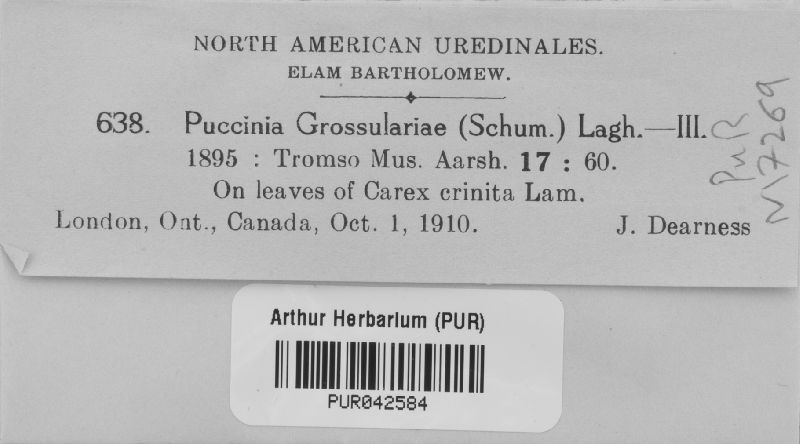 NORTH AMERICAN UREDINALES.
ELAM BARTHOLOMEW.
638. Puccinia Grossulariae (Schum.) Lagh.—III.
1895 : Tromso Mus. Aarsh. 17 : 60.
On leaves of Carex crinita Lam.
London, Ont., Canada, Oct. 1, 1910. J. Dearness
PuR
N17269
Arthur Herbarium (PUR)
PUR042584